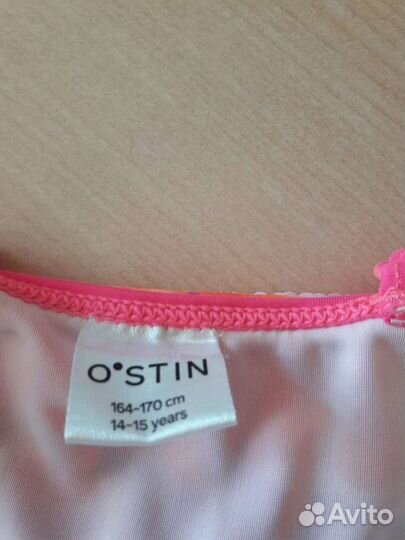 O'STIN
164-170 cm
14-15 years
Avito